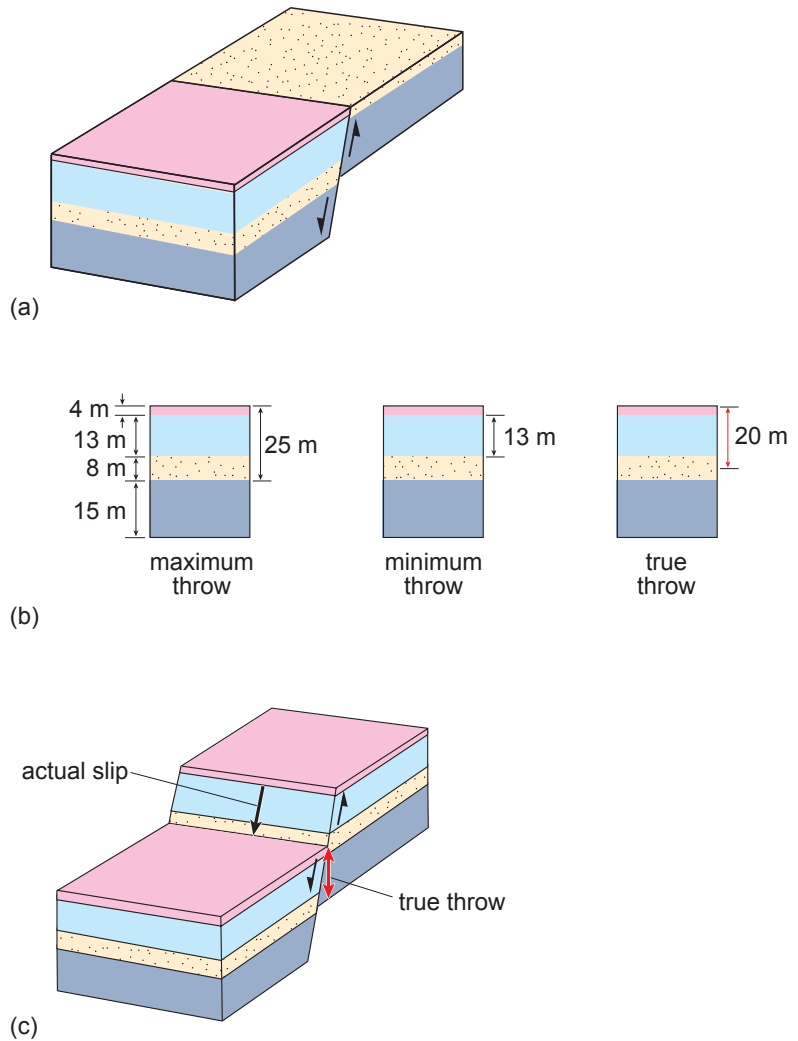 (a)
4 m
13 m
8 m
15 m
25 m
maximum
throw
13 m
minimum
throw
20 m
true
throw
(b)
actual slip
true throw
(c)